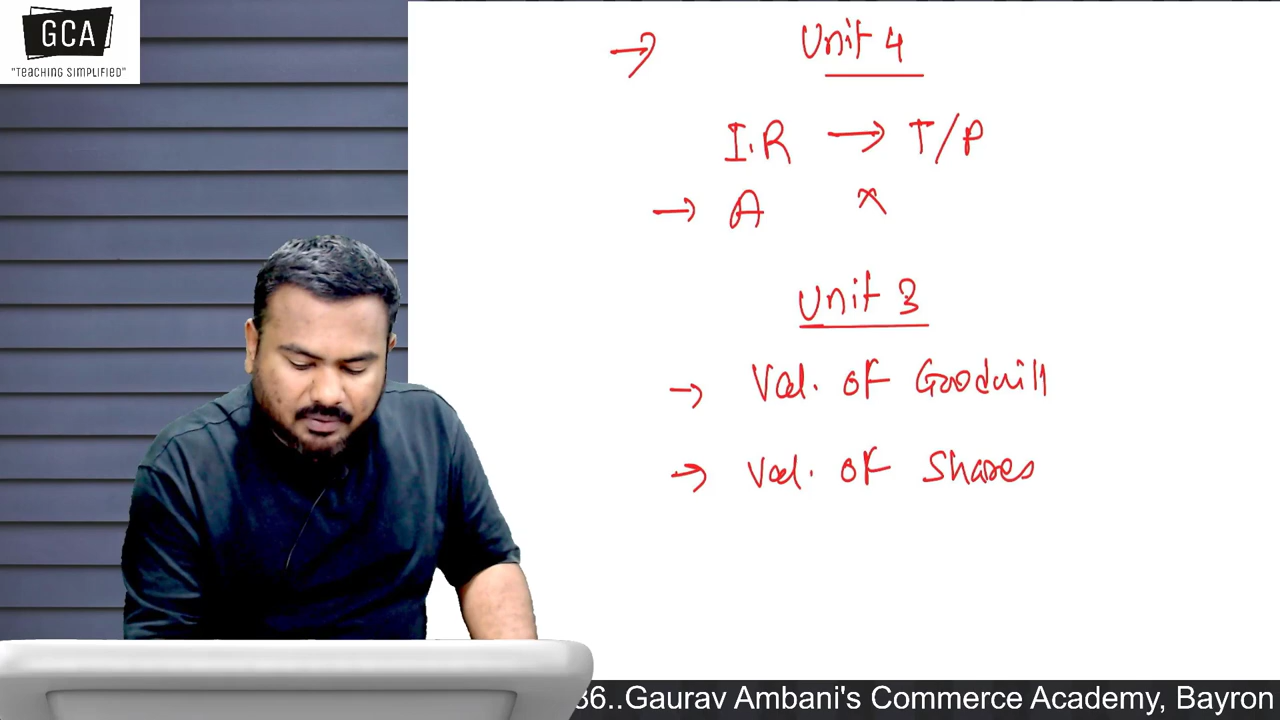 GCA
"TEACHING SIMPLIFIED"
→ Unit 4
I.R → T/P
→ A x
Unit 3
→ Val. of Goodwill
→ Val. of Shares
36..Gaurav Ambani's Commerce Academy, Bayron